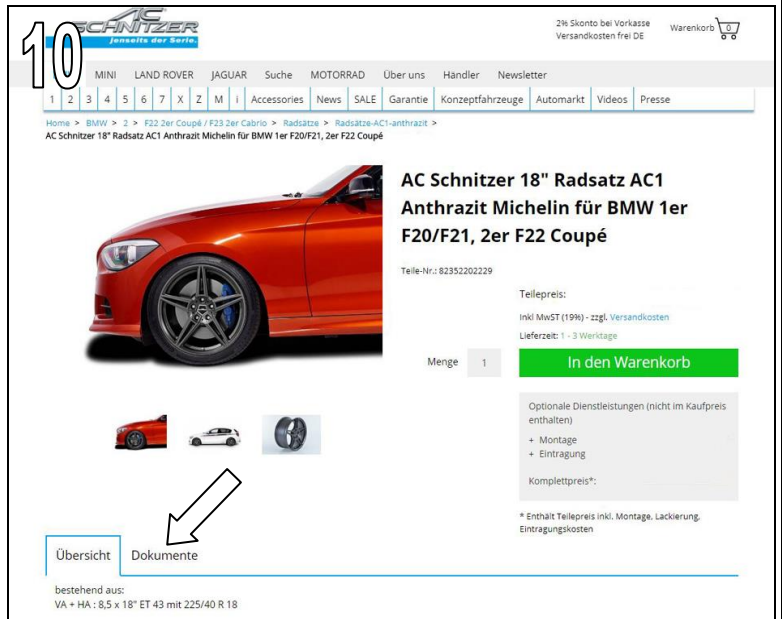 10
AC SCHNITZER
jenseits der Serie.
2% Skonto bei Vorkasse
Versandkosten frei DE
Warenkorb 0
MINI LAND ROVER JAGUAR Suche MOTORRAD Über uns Händler Newsletter
1 2 3 4 5 6 7 X Z M i Accessories News SALE Garantie Konzeptfahrzeuge Automarkt Videos Presse
Home > BMW > 2 > F22 2er Coupé / F23 2er Cabrio > Radsätze > Radsätze-AC1-anthrazit >
AC Schnitzer 18" Radsatz AC1 Anthrazit Michelin für BMW 1er F20/F21, 2er F22 Coupé
AC Schnitzer 18" Radsatz AC1
Anthrazit Michelin für BMW 1er
F20/F21, 2er F22 Coupé
Teile-Nr.: 82352202229
Teilepreis:
Inkl MwST (19%) - zzgl. Versandkosten
Lieferzeit: 1 - 3 Werktage
Menge 1
In den Warenkorb
Optionale Dienstleistungen (nicht im Kaufpreis
enthalten)
+ Montage
+ Eintragung
Komplettpreis*:
* Enthält Teilepreis inkl. Montage, Lackierung,
Eintragungskosten
Übersicht Dokumente
bestehend aus:
VA + HA : 8,5 x 18" ET 43 mit 225/40 R 18